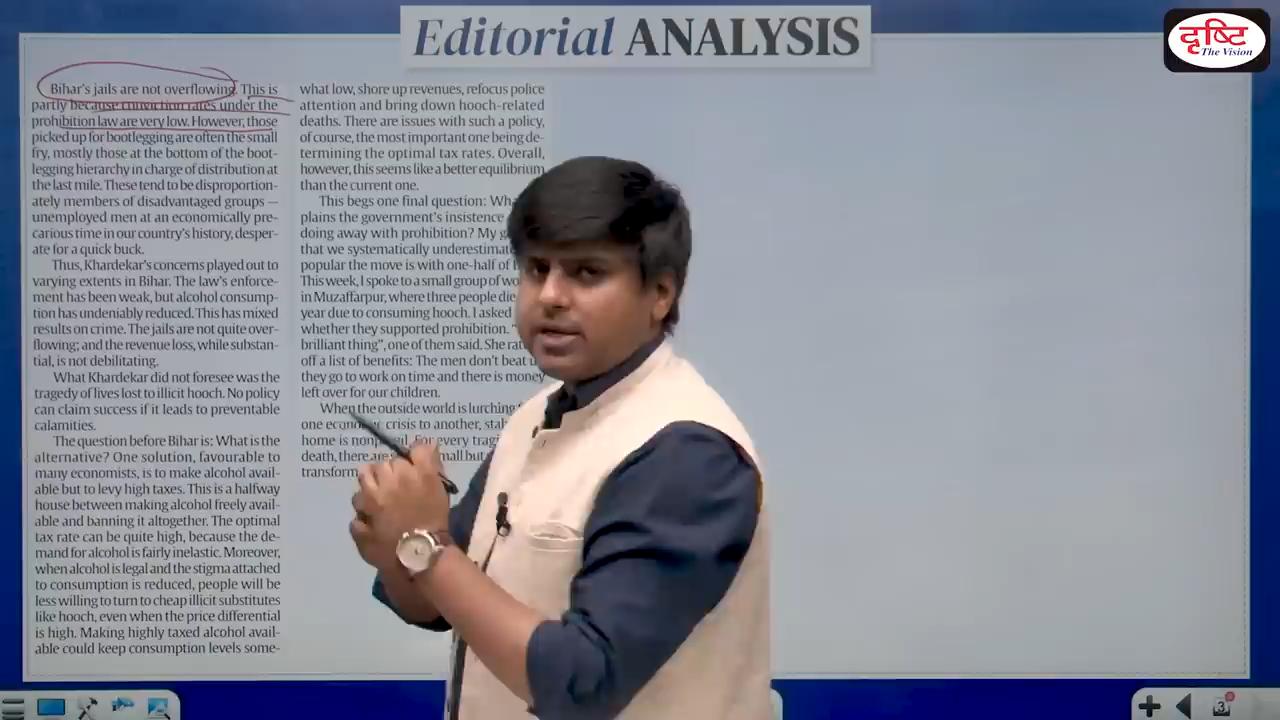 Editorial ANALYSIS
दृष्टि
The Vision
Bihar's jails are not overflowing. This is
partly because conviction rates under the
prohibition law are very low. However, those
picked up for bootlegging are often the small
fry, mostly those at the bottom of the boot-
legging hierarchy in charge of distribution at
the last mile. These tend to be disproportion-
ately members of disadvantaged groups —
unemployed men at an economically pre-
carious time in our country's history, desper-
ate for a quick buck.
Thus, Khardekar's concerns played out to
varying extents in Bihar. The law's enforce-
ment has been weak, but alcohol consump-
tion has undeniably reduced. This has mixed
results on crime. The jails are not quite over-
flowing; and the revenue loss, while substan-
tial, is not debilitating.
What Khardekar did not foresee was the
tragedy of lives lost to illicit hooch. No policy
can claim success if it leads to preventable
calamities.
The question before Bihar is: What is the
alternative? One solution, favourable to
many economists, is to make alcohol avail-
able but to levy high taxes. This is a halfway
house between making alcohol freely avail-
able and banning it altogether. The optimal
tax rate can be quite high, because the de-
mand for alcohol is fairly inelastic. Moreover,
when alcohol is legal and the stigma attached
to consumption is reduced, people will be
less willing to turn to cheap illicit substitutes
like hooch, even when the price differential
is high. Making highly taxed alcohol avail-
able could keep consumption levels some-
what low, shore up revenues, refocus police
attention and bring down hooch-related
deaths. There are issues with such a policy,
of course, the most important one being de-
termining the optimal tax rates. Overall,
however, this seems like a better equilibrium
than the current one.
This begs one final question:
plains the government's insistence
doing away with prohibition? My
that we systematically
popular the move is with one-half of
This week, I spoke to a small group of
in Muzaffarpur, where three people
year due to consuming hooch. I asked
whether they supported prohibition.
brilliant thing", one of them said. She
off a list of benefits: The men don't beat
they go to work on time and there is money
left over for our children.
When the outside world is lurching
one crisis to another,
home is For every
death, there are but
3